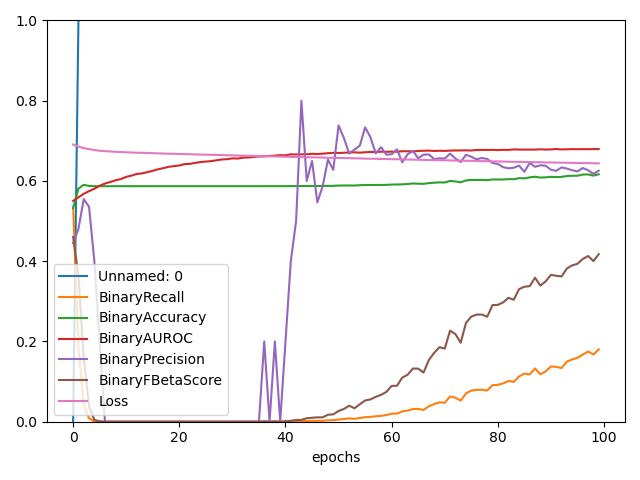 1.0
0.8
0.6
0.4
0.2
0.0
Unnamed: 0
BinaryRecall
BinaryAccuracy
BinaryAUROC
BinaryPrecision
BinaryFBetaScore
Loss
0 20 40 60 80 100
epochs